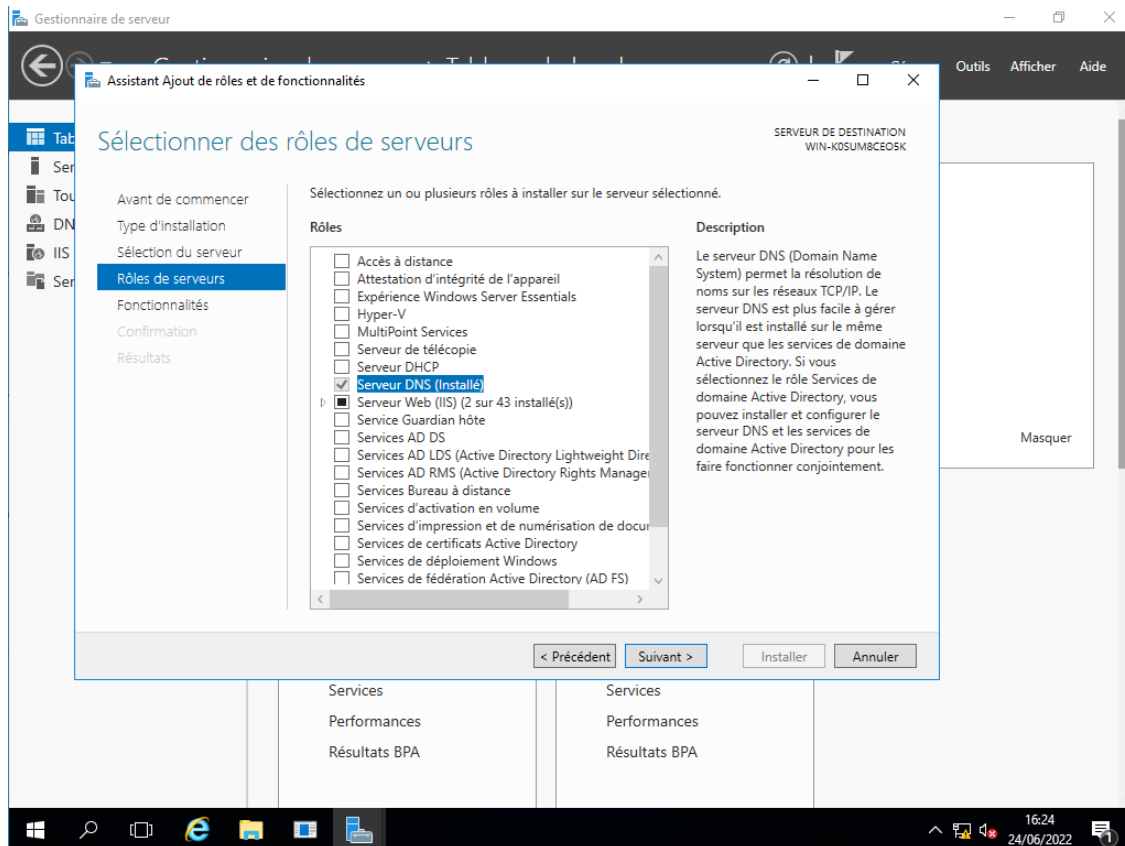 Gestionnaire de serveur
Outils Afficher Aide
Assistant Ajout de rôles et de fonctionnalités
Sélectionner des rôles de serveurs
SERVEUR DE DESTINATION
WIN-K0SUM8CEO5K
Tab
Ser
Tou
DN
IIS
Ser
Avant de commencer
Type d'installation
Sélection du serveur
Rôles de serveurs
Fonctionnalités
Confirmation
Résultats
Sélectionnez un ou plusieurs rôles à installer sur le serveur sélectionné.
Rôles
Accès à distance
Attestation d'intégrité de l'appareil
Expérience Windows Server Essentials
Hyper-V
MultiPoint Services
Serveur de télécopie
Serveur DHCP
Serveur DNS (Installé)
Serveur Web (IIS) (2 sur 43 installé(s))
Service Guardian hôte
Services AD DS
Services AD LDS (Active Directory Lightweight Dire
Services AD RMS (Active Directory Rights Manage
Services Bureau à distance
Services d'activation en volume
Services d'impression et de numérisation de docu
Services de certificats Active Directory
Services de déploiement Windows
Services de fédération Active Directory (AD FS)
Description
Le serveur DNS (Domain Name
System) permet la résolution de
noms sur les réseaux TCP/IP. Le
serveur DNS est plus facile à gérer
lorsqu'il est installé sur le même
serveur que les services de domaine
Active Directory. Si vous
sélectionnez le rôle Services de
domaine Active Directory, vous
pouvez installer et configurer le
serveur DNS et les services de
domaine Active Directory pour les
faire fonctionner conjointement.
Masquer
< Précédent Suivant > Installer Annuler
Services Services
Performances Performances
Résultats BPA Résultats BPA
16:24
24/06/2022
1